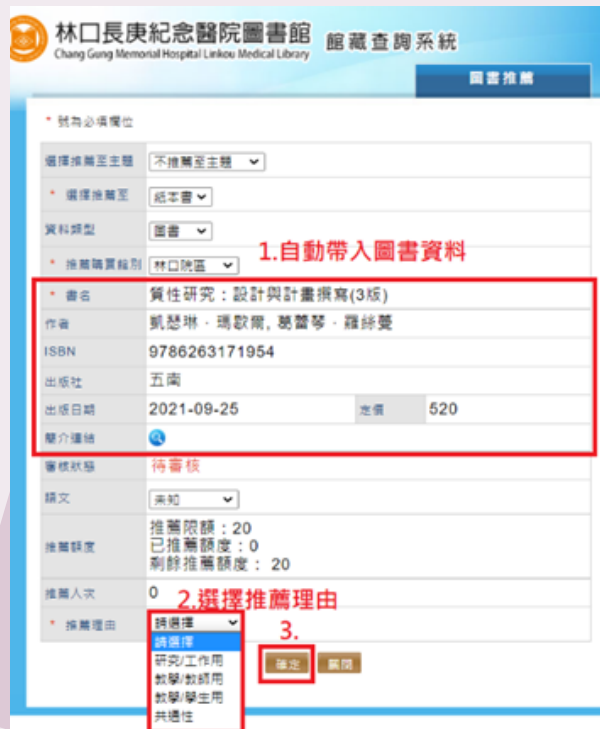 林口長庚紀念醫院圖書館 館藏查詢系統
Chang Gung Memorial Hospital Linkou Medical Library
圖書推薦
* 號為必填欄位
選擇推薦至主題 不推薦至主題
* 選擇推薦至 紙本書
資料類型 圖書
1.自動帶入圖書資料
* 推薦購買館別 林口院區
* 書名 質性研究：設計與計畫撰寫(3版)
作者 凱瑟琳‧瑪歇爾, 葛蕾琴‧羅絲蔓
ISBN 9786263171954
出版社 五南
出版日期 2021-09-25 定價 520
簡介連結
審核狀態 待審核
語文 未知
推薦額度 推薦限額：20
已推薦額度：0
剩餘推薦額度： 20
推薦人次 0
2.選擇推薦理由
* 推薦理由 請選擇
3.
請選擇
研究/工作用
確定 關閉
教學/教師用
教學/學生用
共通性